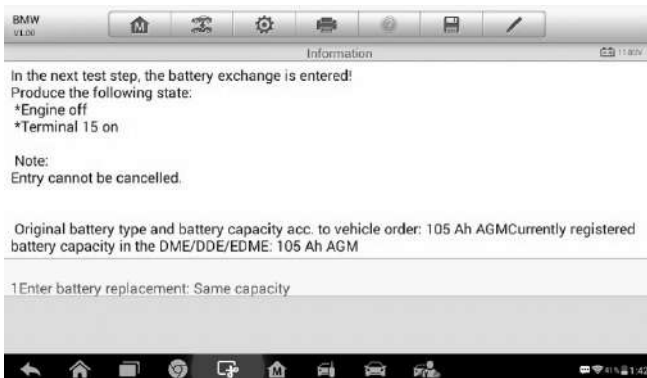 BMW
V1.00
Information
11.80V
In the next test step, the battery exchange is entered!
Produce the following state:
*Engine off
*Terminal 15 on
Note:
Entry cannot be cancelled.
Original battery type and battery capacity acc. to vehicle order: 105 Ah AGMCurrently registered
battery capacity in the DME/DDE/EDME: 105 Ah AGM
1Enter battery replacement: Same capacity
41% 1:42